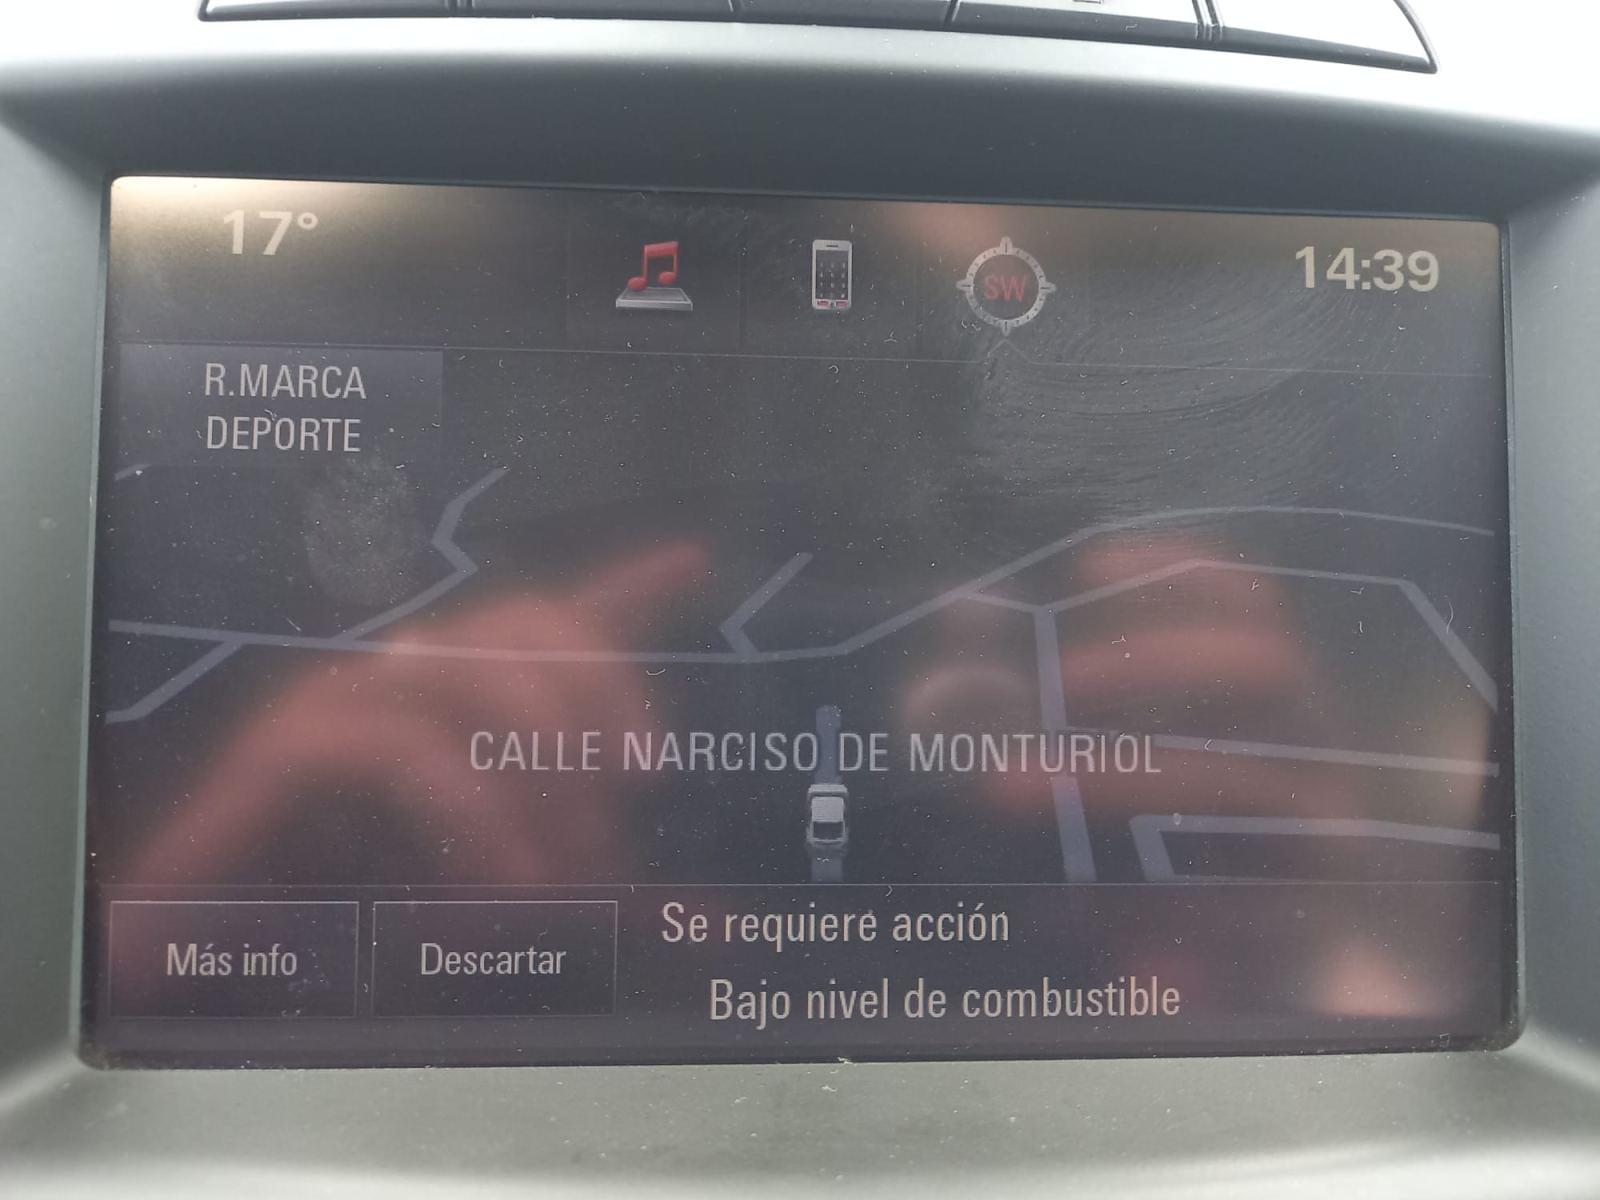 17°
SW
14:39
R.MARCA
DEPORTE
CALLE NARCISO DE MONTURIOL
Más info
Descartar
Se requiere acción
Bajo nivel de combustible